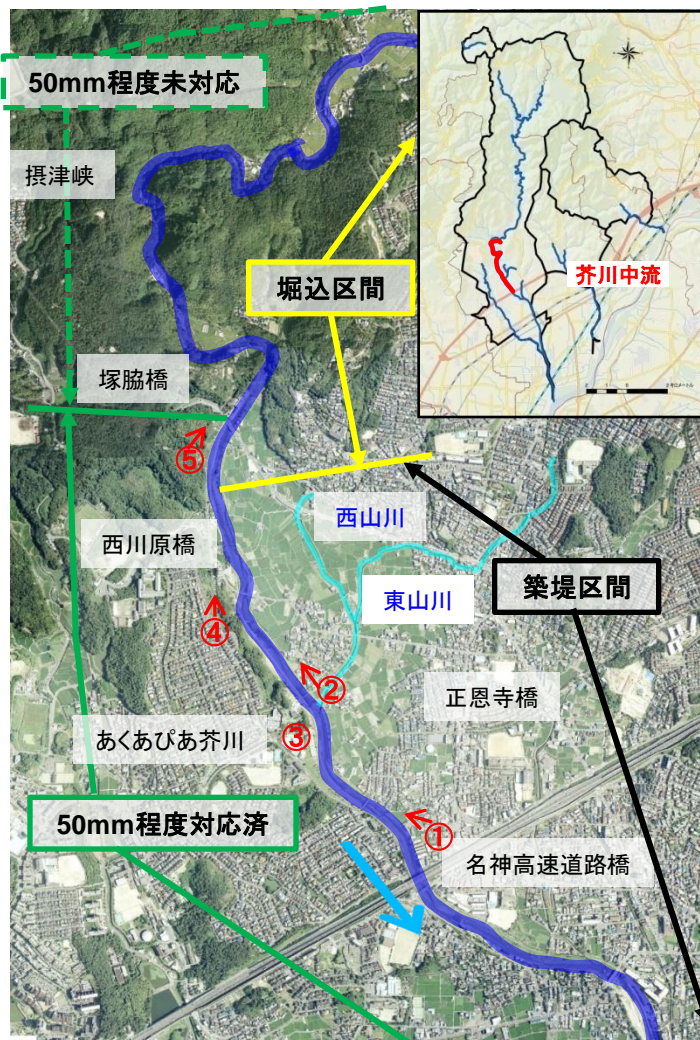 50mm程度未対応
摂津峡
堀込区間
芥川中流
塚脇橋
⑤
西山川
西川原橋
東山川
築堤区間
④
②
正恩寺橋
③
あくあぴあ芥川
50mm程度対応済
①
名神高速道路橋